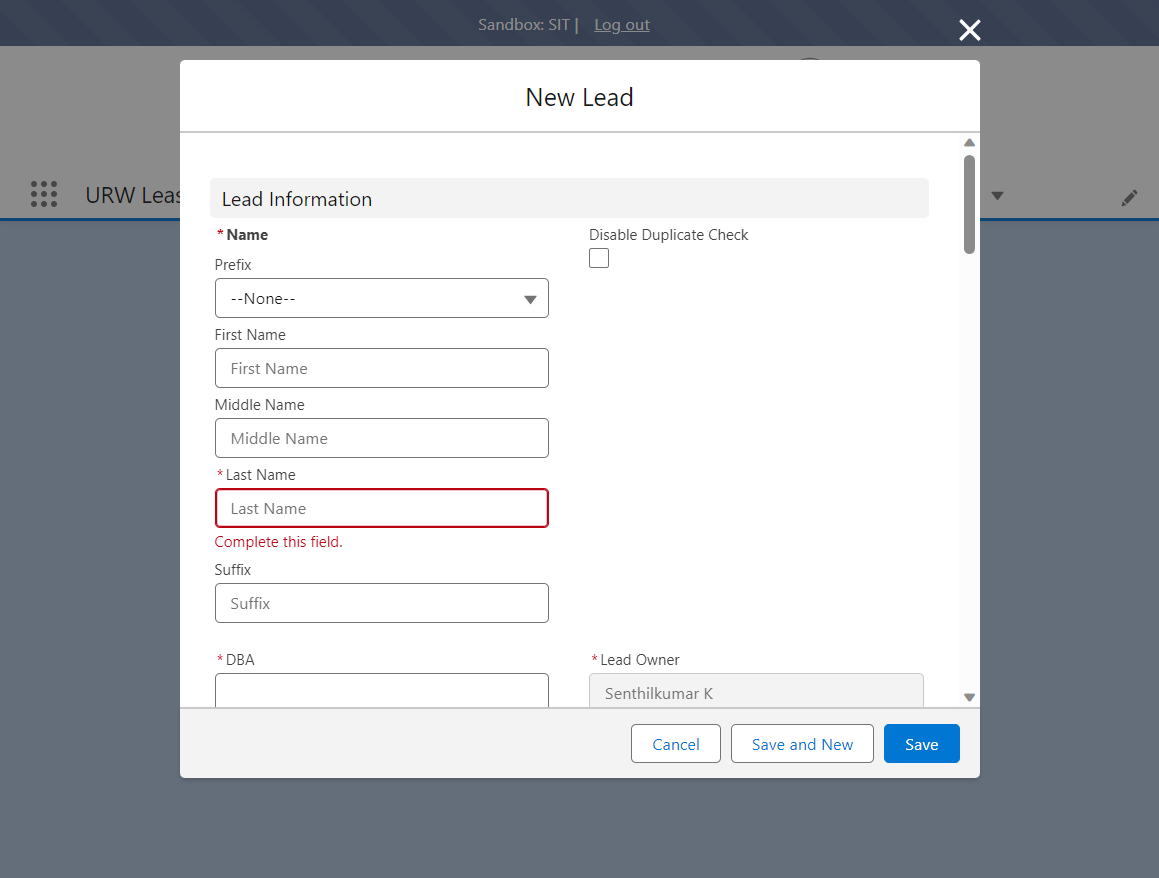 Sandbox: SIT | Log out
New Lead
URW Leas
Lead Information
*Name
Disable Duplicate Check
Prefix
--None--
First Name
First Name
Middle Name
Middle Name
*Last Name
Last Name
Complete this field.
Suffix
Suffix
*DBA
*Lead Owner
Senthilkumar K
Cancel
Save and New
Save